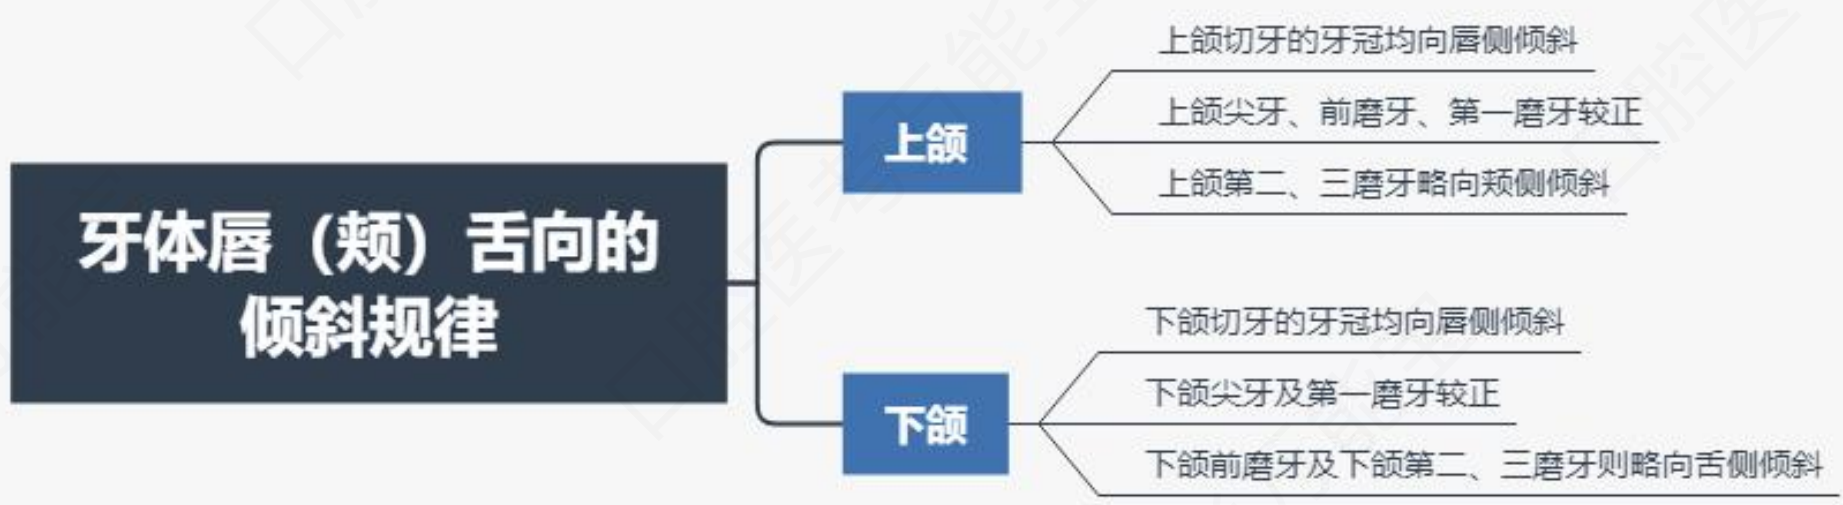 牙体唇（颊）舌向的
倾斜规律
上颌
上颌切牙的牙冠均向唇侧倾斜
上颌尖牙、前磨牙、第一磨牙较正
上颌第二、三磨牙略向颊侧倾斜
下颌
下颌切牙的牙冠均向唇侧倾斜
下颌尖牙及第一磨牙较正
下颌前磨牙及下颌第二、三磨牙则略向舌侧倾斜